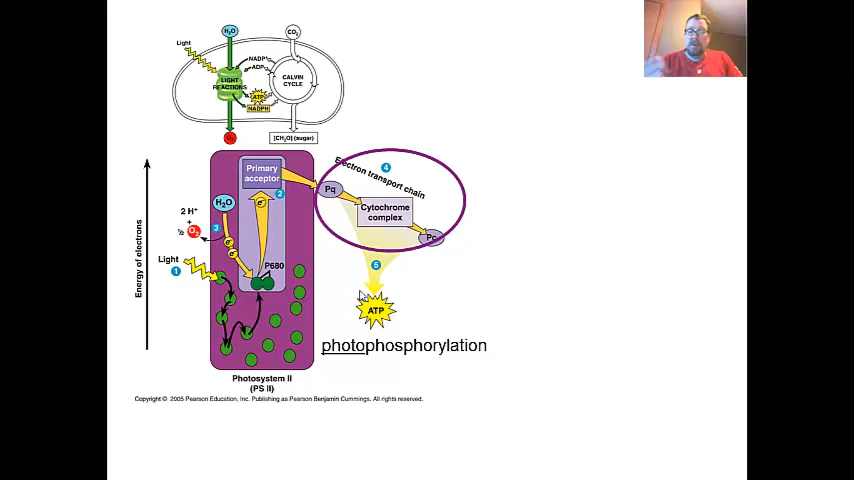 H₂O
CO₂
Light
NADP⁺
ADP
LIGHT
REACTIONS
CALVIN
CYCLE
ATP
NADPH
O₂
[CH₂O] (sugar)
Primary
acceptor
Electron transport chain
4
Pq
2
H₂O
e⁻
Cytochrome
complex
2 H⁺
+
½ O₂
3
Pc
e⁻
e⁻
Light
1
P680
5
Energy of electrons
ATP
photophosphorylation
Photosystem II
(PS II)
Copyright © 2005 Pearson Education, Inc. Publishing as Pearson Benjamin Cummings. All rights reserved.